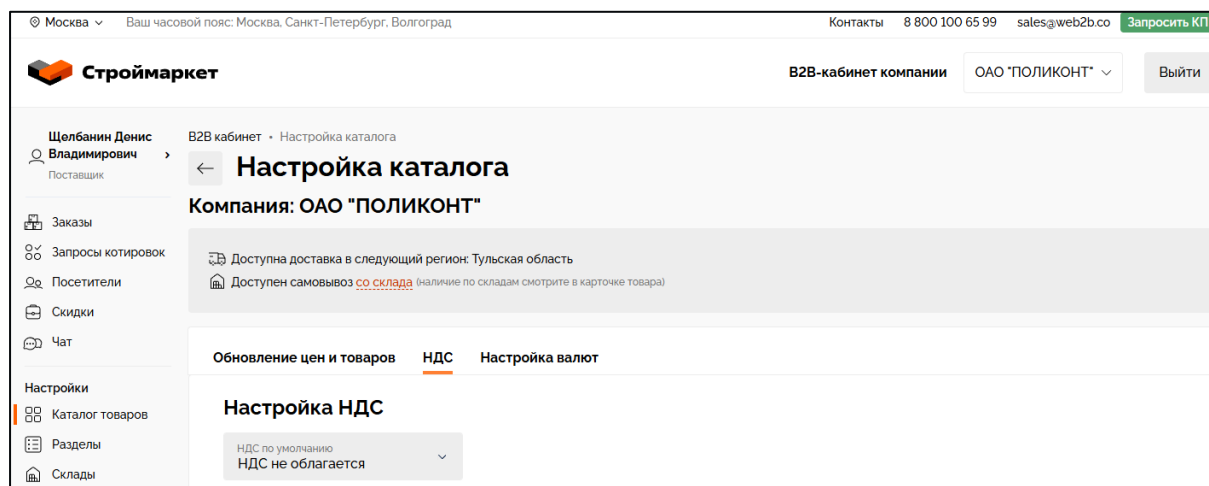 Москва Ваш часовой пояс: Москва, Санкт-Петербург, Волгоград Контакты 8 800 100 65 99 sales@web2b.co Запросить КП
Строймаркет B2B-кабинет компании ОАО "ПОЛИКОНТ" Выйти
Щелбанин Денис
Владимирович
Поставщик
Заказы
Запросы котировок
Посетители
Скидки
Чат
Настройки
Каталог товаров
Разделы
Склады
B2B кабинет • Настройка каталога
← Настройка каталога
Компания: ОАО "ПОЛИКОНТ"
Доступна доставка в следующий регион: Тульская область
Доступен самовывоз со склада (наличие по складам смотрите в карточке товара)
Обновление цен и товаров НДС Настройка валют
Настройка НДС
НДС по умолчанию
НДС не облагается